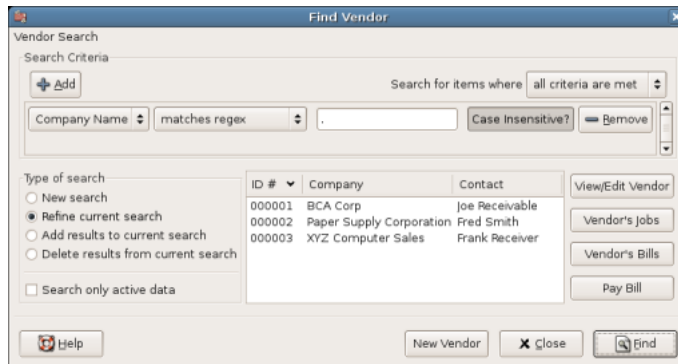 Find Vendor
Vendor Search
Search Criteria
Add
Search for items where all criteria are met
Company Name matches regex . Case Insensitive? Remove
Type of search
New search
Refine current search
Add results to current search
Delete results from current search
Search only active data
ID # Company Contact
000001 BCA Corp Joe Receivable
000002 Paper Supply Corporation Fred Smith
000003 XYZ Computer Sales Frank Receiver
View/Edit Vendor
Vendor's Jobs
Vendor's Bills
Pay Bill
Help New Vendor Close Find